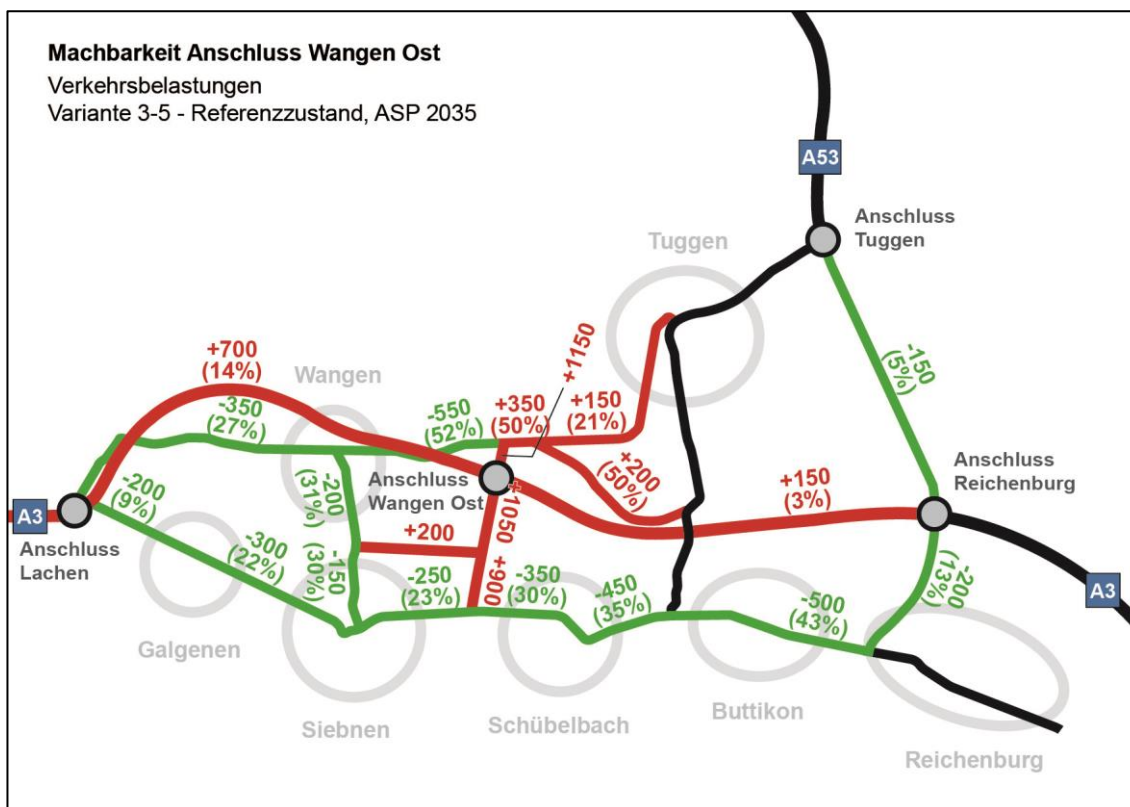 Machbarkeit Anschluss Wangen Ost
Verkehrsbelastungen
Variante 3-5 - Referenzzustand, ASP 2035
A53
Anschluss
Tuggen
Tuggen
+1150
-150
(5%)
+700
(14%)
Wangen
-350
(27%)
-550
(52%)
+350
(50%)
+150
(21%)
+200
(50%)
+150
(3%)
Anschluss
Reichenburg
Anschluss
Wangen Ost
-200
(31%)
+1050
-200
(9%)
A3
Anschluss
Lachen
-300
(22%)
+200
-150
(30%)
+900
-250
(23%)
-350
(30%)
-450
(35%)
-500
(43%)
-200
(13%)
A3
Galgenen
Siebnen
Schübelbach
Buttikon
Reichenburg